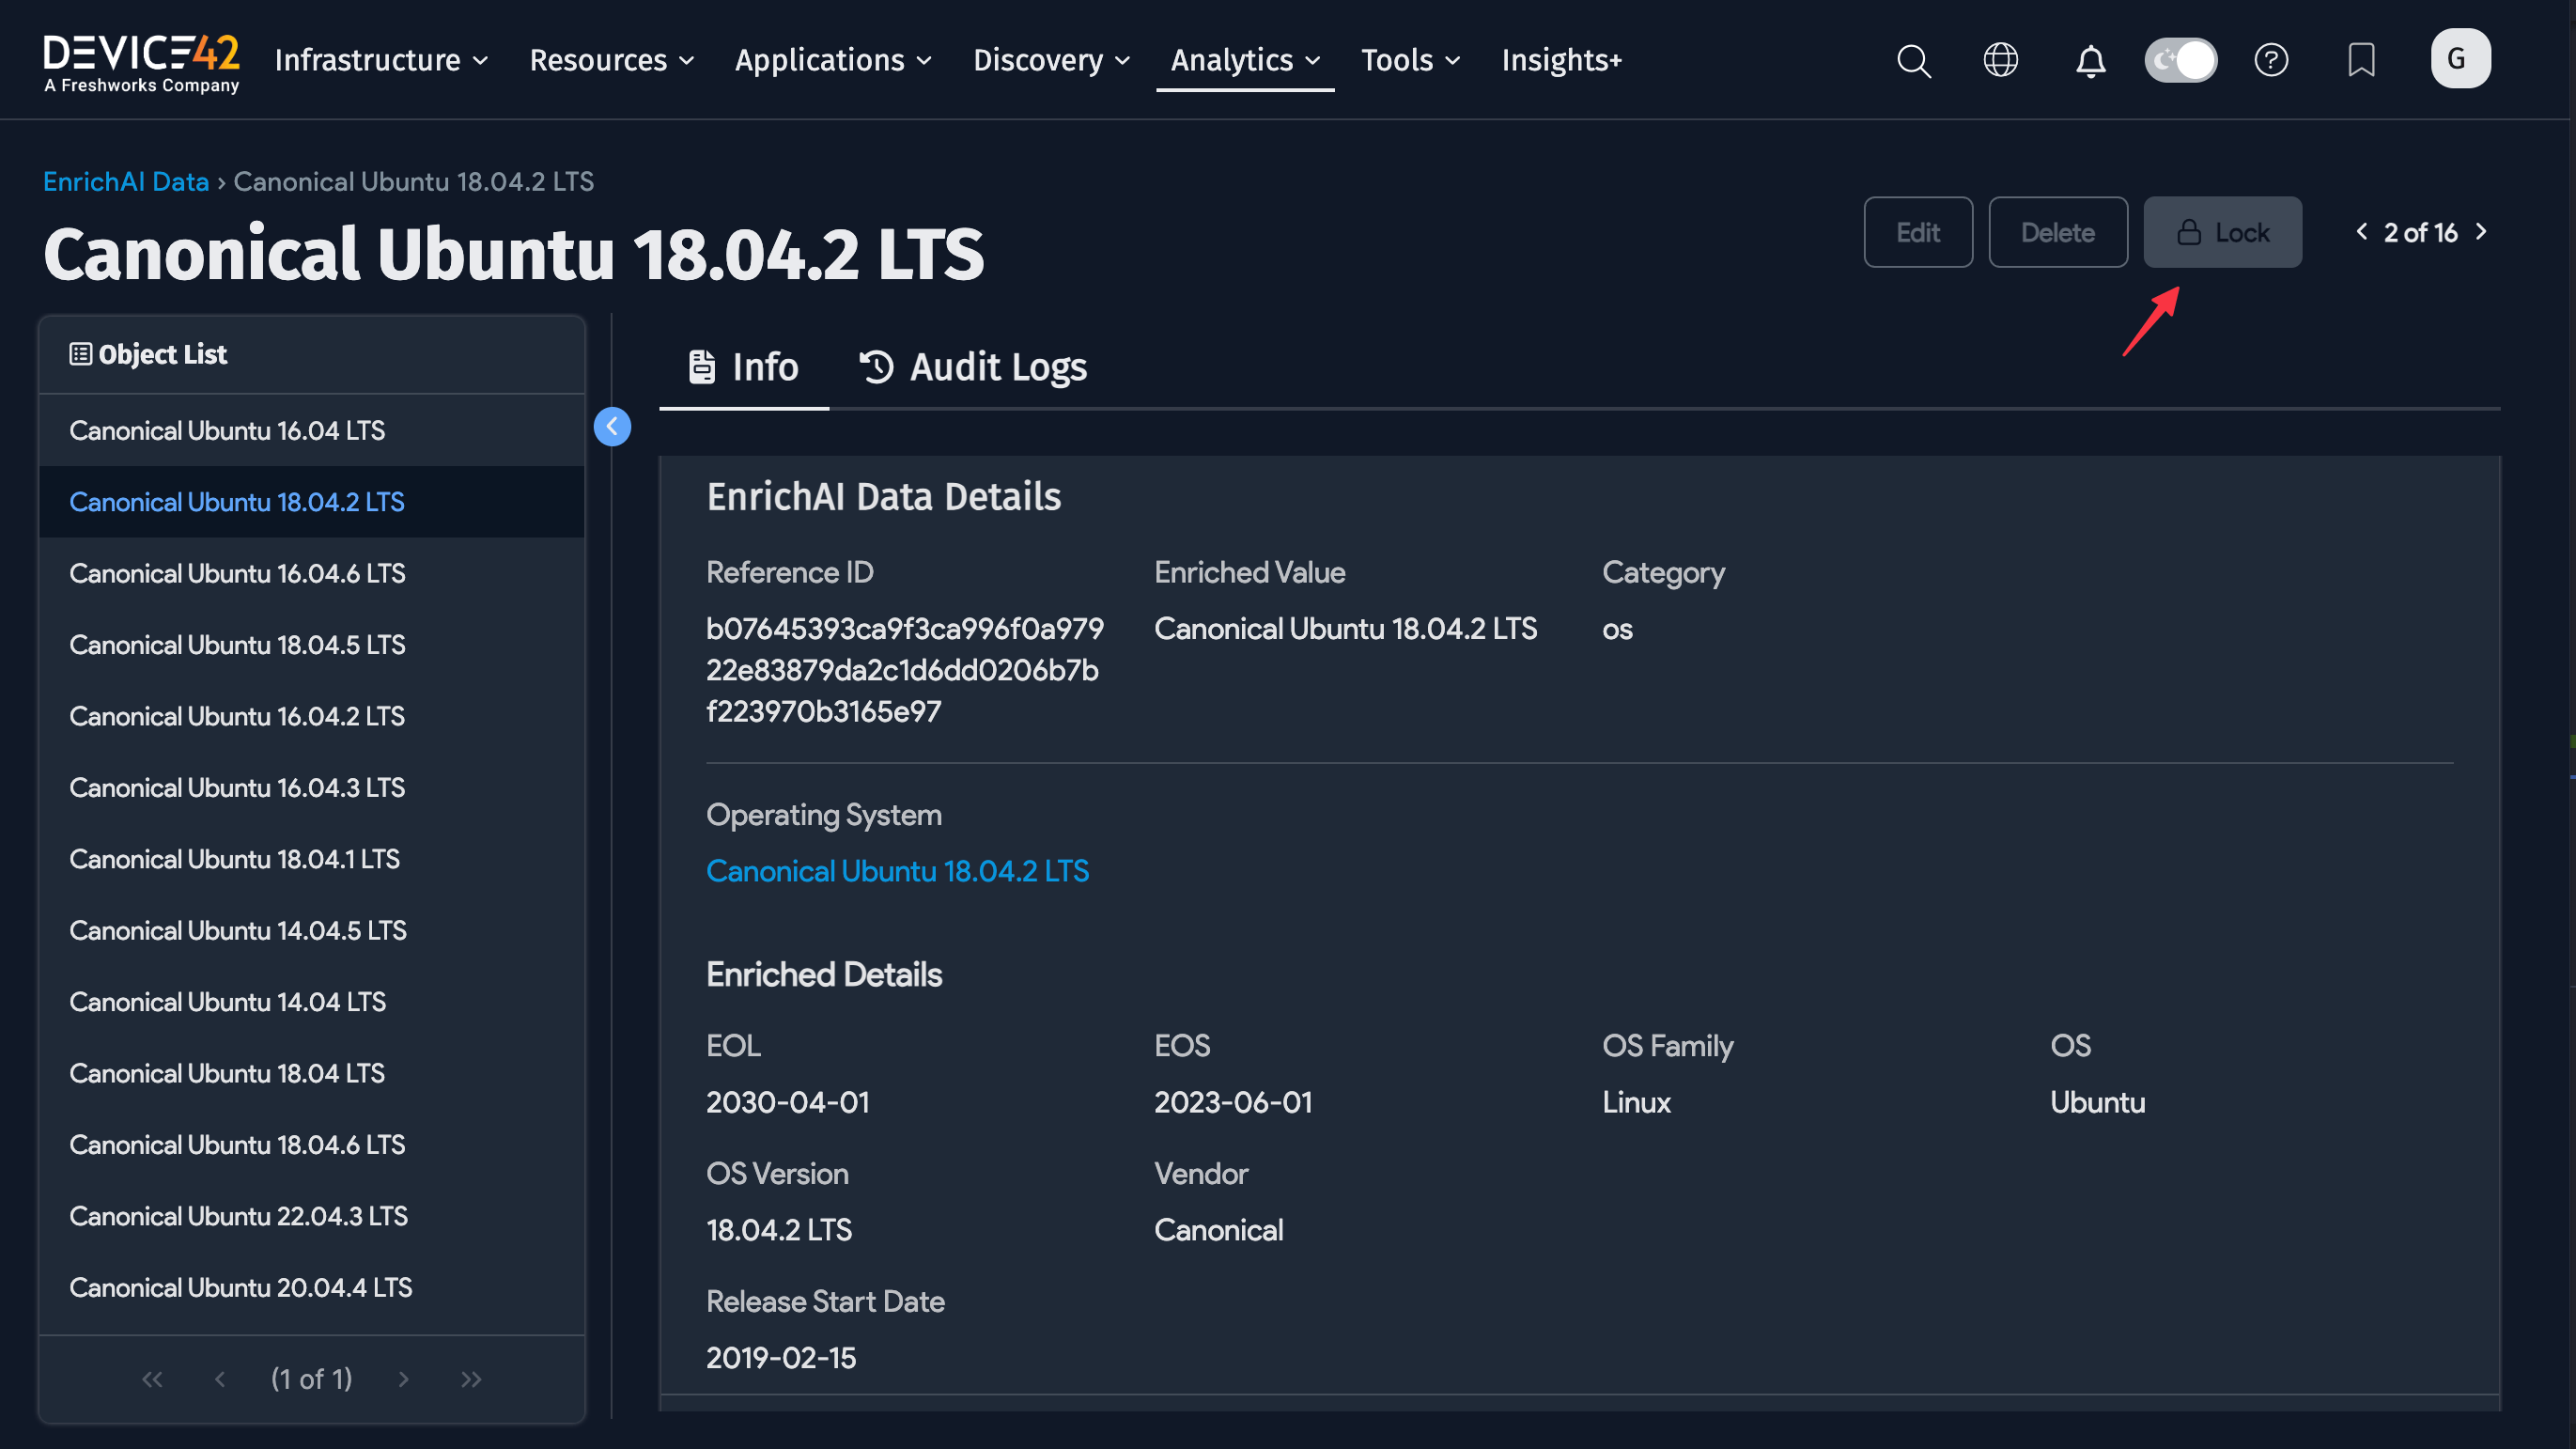 DEVICE42
A Freshworks Company
Infrastructure
Resources
Applications
Discovery
Analytics
Tools
Insights+
G
EnrichAI Data › Canonical Ubuntu 18.04.2 LTS
Canonical Ubuntu 18.04.2 LTS
Edit
Delete
Lock
2 of 16
Object List
Canonical Ubuntu 16.04 LTS
Canonical Ubuntu 18.04.2 LTS
Canonical Ubuntu 16.04.6 LTS
Canonical Ubuntu 18.04.5 LTS
Canonical Ubuntu 16.04.2 LTS
Canonical Ubuntu 16.04.3 LTS
Canonical Ubuntu 18.04.1 LTS
Canonical Ubuntu 14.04.5 LTS
Canonical Ubuntu 14.04 LTS
Canonical Ubuntu 18.04 LTS
Canonical Ubuntu 18.04.6 LTS
Canonical Ubuntu 22.04.3 LTS
Canonical Ubuntu 20.04.4 LTS
(1 of 1)
Info
Audit Logs
EnrichAI Data Details
Reference ID
b07645393ca9f3ca996f0a979
22e83879da2c1d6dd0206b7b
f223970b3165e97
Enriched Value
Canonical Ubuntu 18.04.2 LTS
Category
os
Operating System
Canonical Ubuntu 18.04.2 LTS
Enriched Details
EOL
2030-04-01
EOS
2023-06-01
OS Family
Linux
OS
Ubuntu
OS Version
18.04.2 LTS
Vendor
Canonical
Release Start Date
2019-02-15